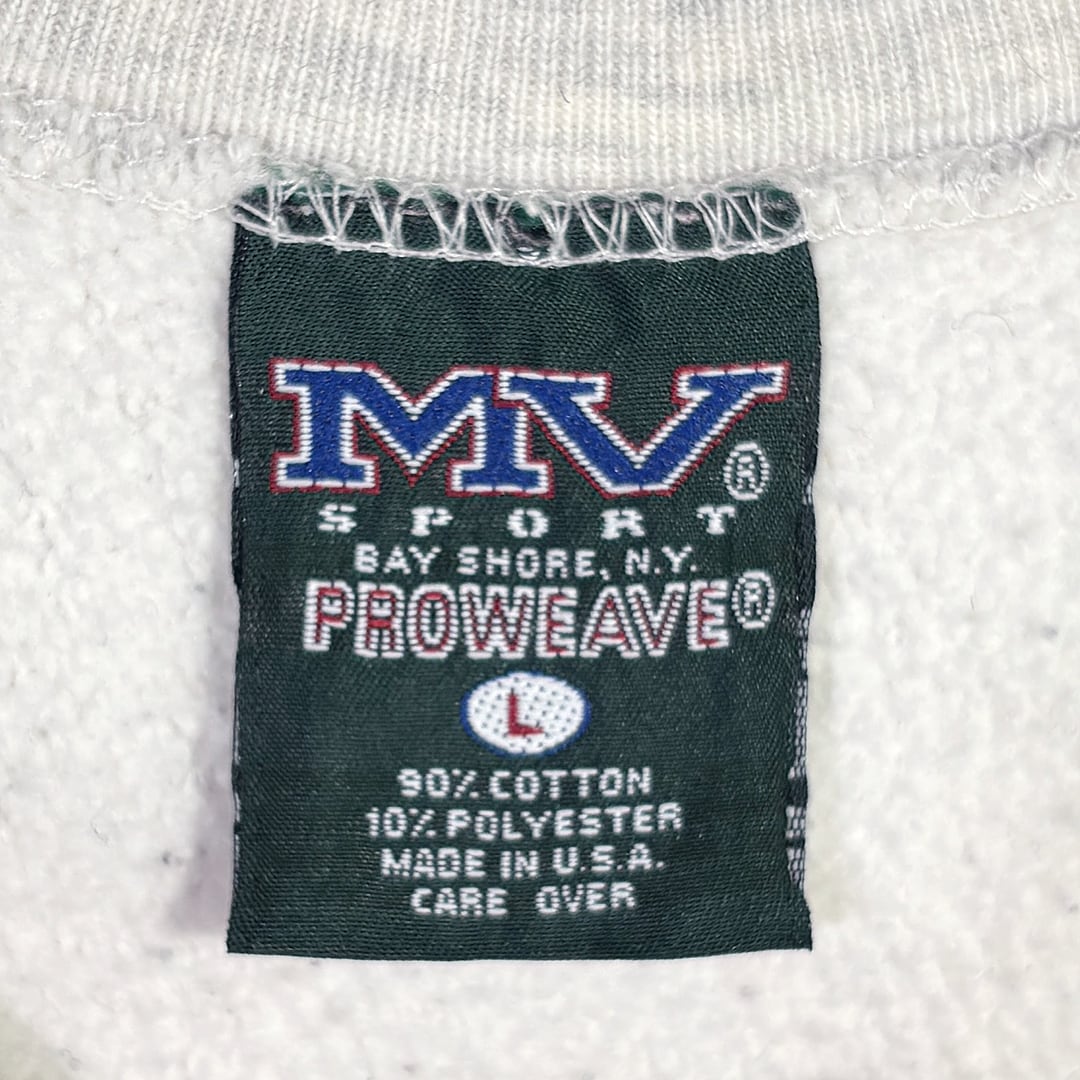 MV®
SPORT
BAY SHORE, N.Y.
PROWEAVE®
L
90% COTTON
10% POLYESTER
MADE IN U.S.A.
CARE OVER